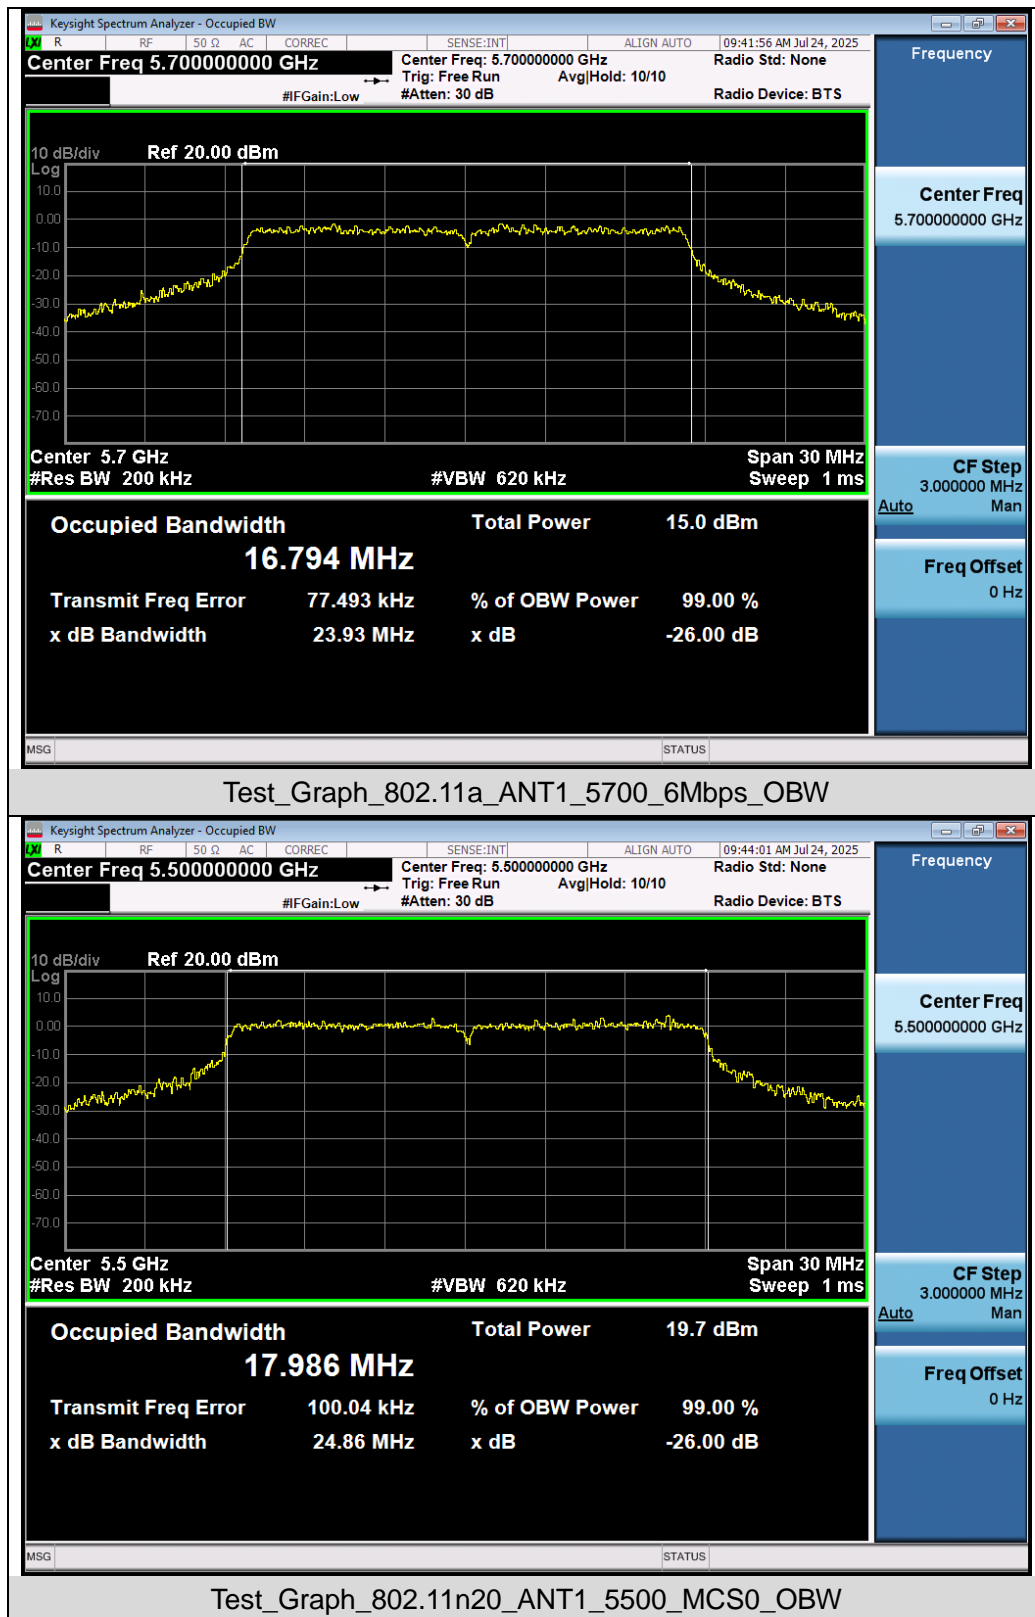 Keysight Spectrum Analyzer - Occupied BW
LXI R RF 50 Ω AC CORREC SENSE:INT ALIGN AUTO 09:41:56 AM Jul 24, 2025
Center Freq 5.700000000 GHz
Center Freq: 5.700000000 GHz
Radio Std: None
Trig: Free Run Avg|Hold: 10/10
#IFGain:Low
#Atten: 30 dB
Radio Device: BTS
Frequency
10 dB/div Ref 20.00 dBm
Log
10.0
0.00
-10.0
-20.0
-30.0
-40.0
-50.0
-60.0
-70.0
Center 5.7 GHz Span 30 MHz
#Res BW 200 kHz #VBW 620 kHz Sweep 1 ms
Center Freq
5.700000000 GHz
CF Step
3.000000 MHz
Auto Man
Freq Offset
0 Hz
Occupied Bandwidth Total Power 15.0 dBm
16.794 MHz
Transmit Freq Error 77.493 kHz % of OBW Power 99.00 %
x dB Bandwidth 23.93 MHz x dB -26.00 dB
MSG STATUS
Test_Graph_802.11a_ANT1_5700_6Mbps_OBW
Keysight Spectrum Analyzer - Occupied BW
LXI R RF 50 Ω AC CORREC SENSE:INT ALIGN AUTO 09:44:01 AM Jul 24, 2025
Center Freq 5.500000000 GHz
Center Freq: 5.500000000 GHz
Radio Std: None
Trig: Free Run Avg|Hold: 10/10
#IFGain:Low
#Atten: 30 dB
Radio Device: BTS
Frequency
10 dB/div Ref 20.00 dBm
Log
10.0
0.00
-10.0
-20.0
-30.0
-40.0
-50.0
-60.0
-70.0
Center 5.5 GHz Span 30 MHz
#Res BW 200 kHz #VBW 620 kHz Sweep 1 ms
Center Freq
5.500000000 GHz
CF Step
3.000000 MHz
Auto Man
Freq Offset
0 Hz
Occupied Bandwidth Total Power 19.7 dBm
17.986 MHz
Transmit Freq Error 100.04 kHz % of OBW Power 99.00 %
x dB Bandwidth 24.86 MHz x dB -26.00 dB
MSG STATUS
Test_Graph_802.11n20_ANT1_5500_MCS0_OBW